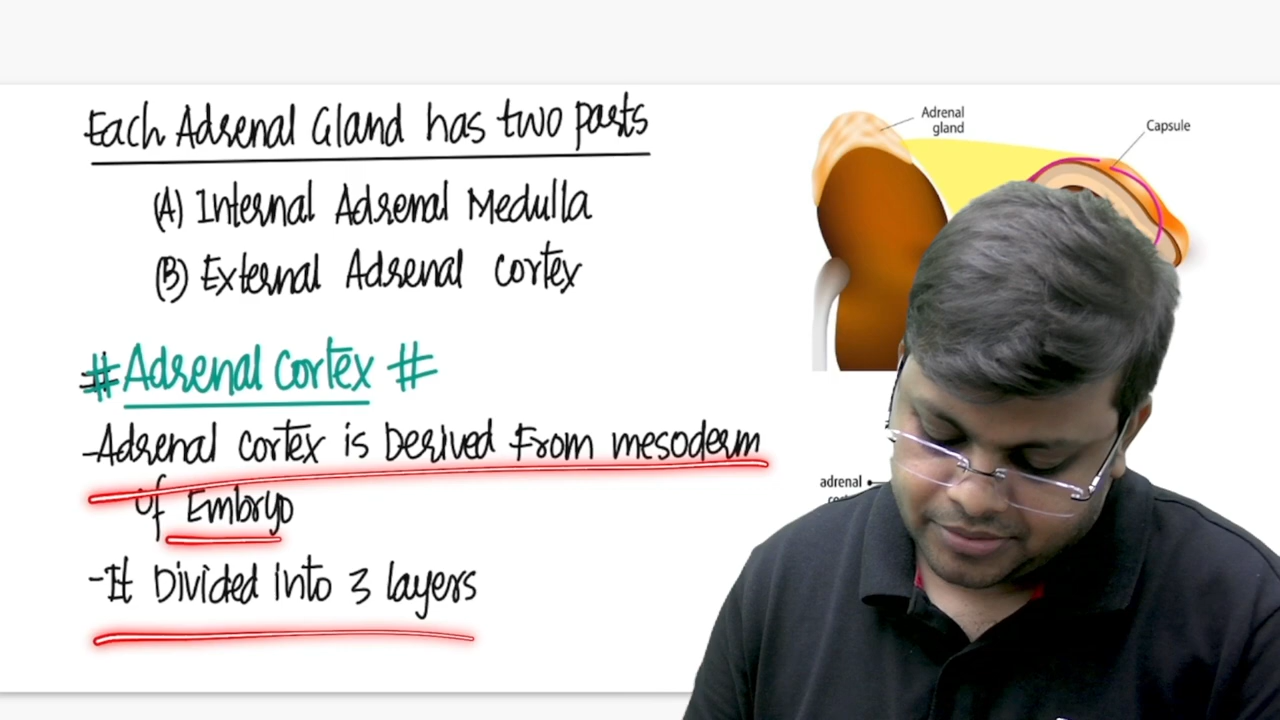 Each Adrenal Gland has two parts
(A) Internal Adrenal Medulla
(B) External Adrenal Cortex
# Adrenal Cortex #
-Adrenal Cortex is Derived From mesoderm
of Embryo
-It Divided into 3 layers
Adrenal
gland
Capsule
adrenal